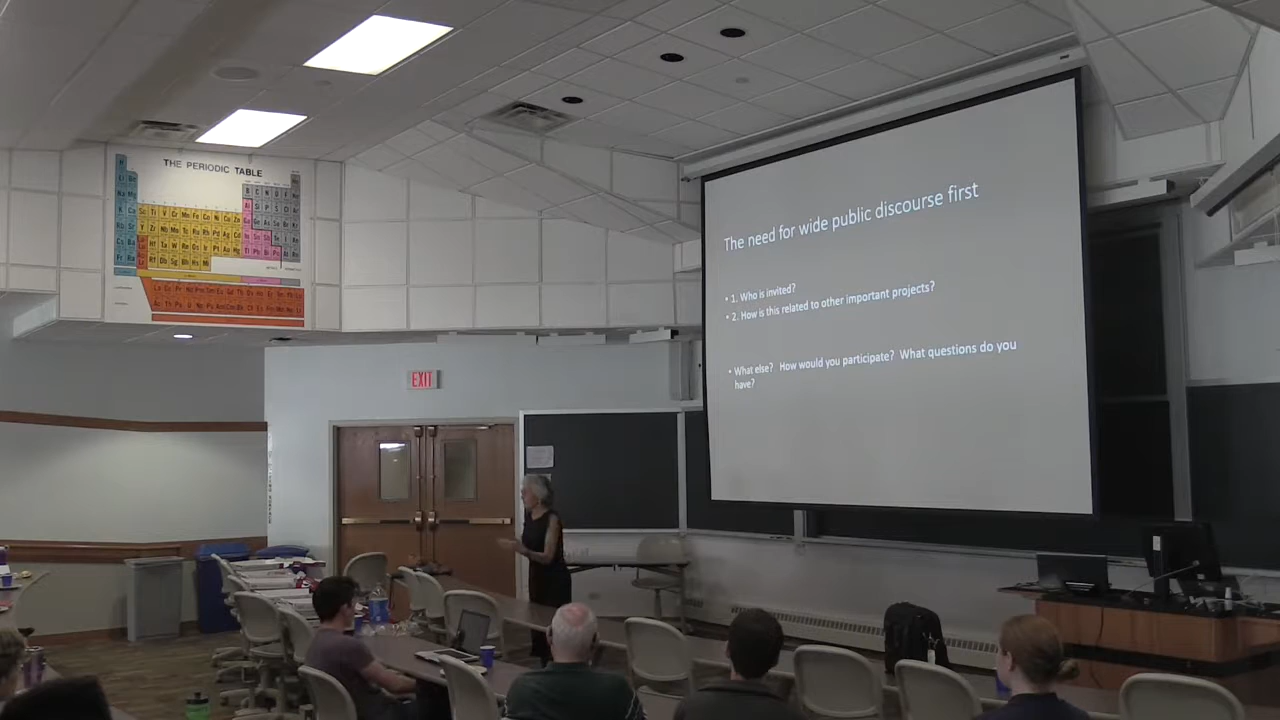 THE PERIODIC TABLE
The need for wide public discourse first
• 1. Who is invited?
• 2. How is this related to other important projects?
• What else? How would you participate? What questions do you
have?
EXIT